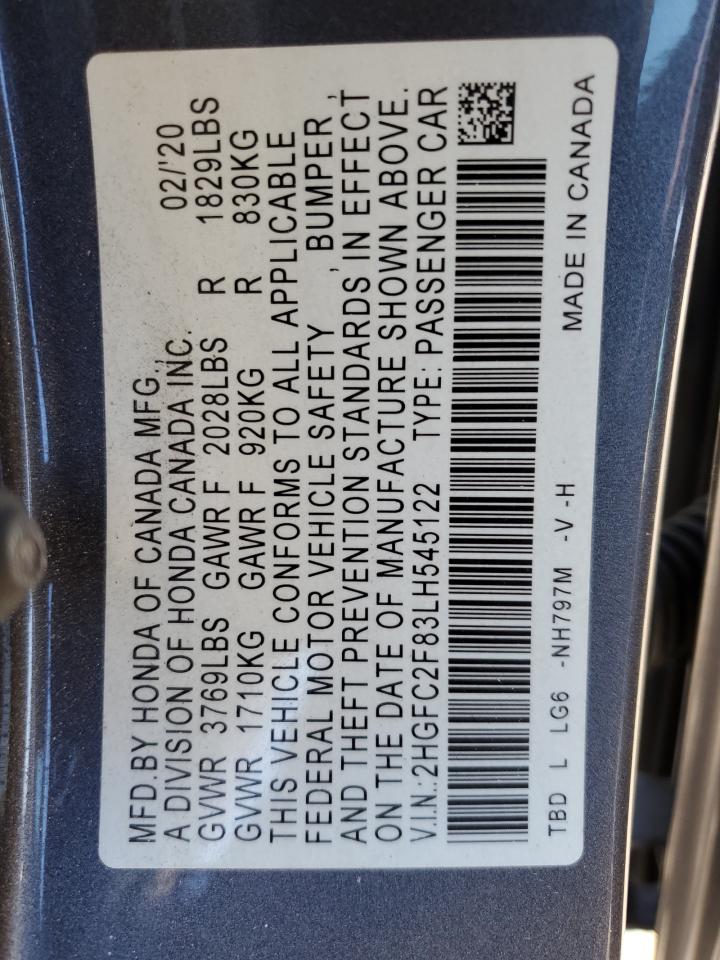 MFD.BY HONDA OF CANADA MFG., 02/'20
A DIVISION OF HONDA CANADA INC.
GVWR 3769LBS GAWR F 2028LBS R 1829LBS
GVWR 1710KG GAWR F 920KG R 830KG
THIS VEHICLE CONFORMS TO ALL APPLICABLE
FEDERAL MOTOR VEHICLE SAFETY , BUMPER ,
AND THEFT PREVENTION STANDARDS IN EFFECT
ON THE DATE OF MANUFACTURE SHOWN ABOVE.
V.I.N.:2HGFC2F83LH545122 TYPE: PASSENGER CAR
TBD L LG6 -NH797M -V -H MADE IN CANADA